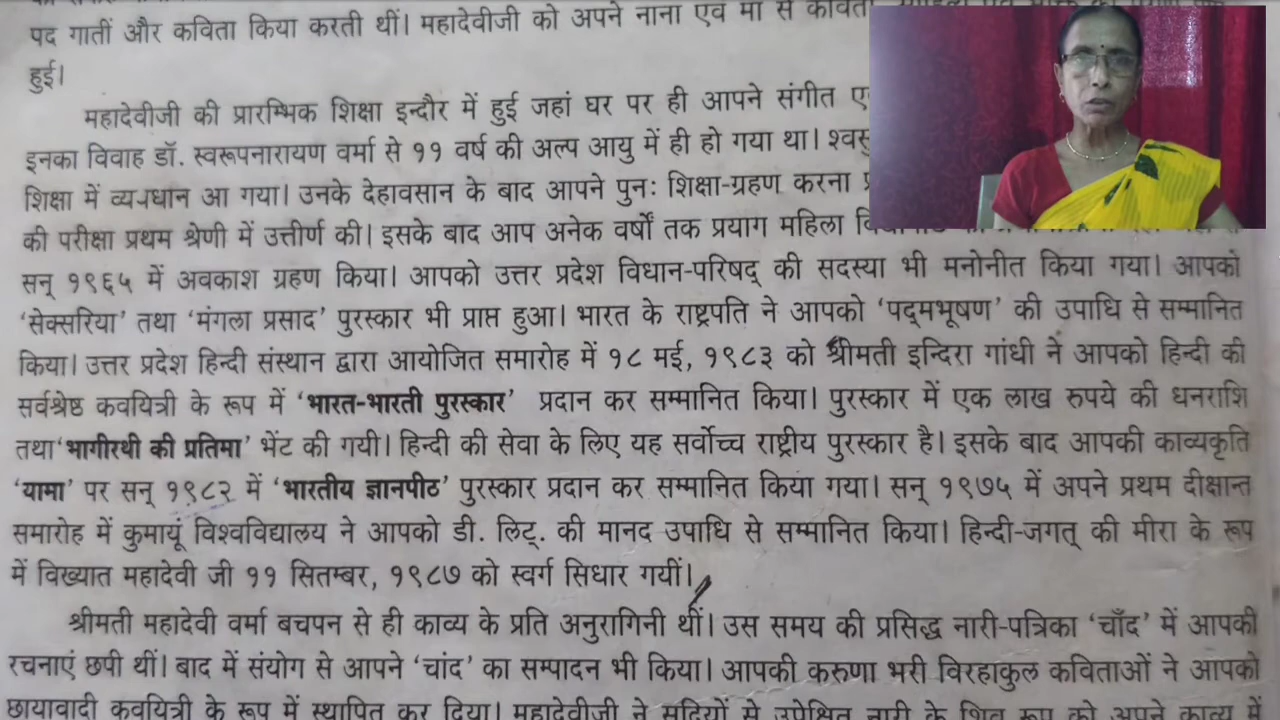 पद गातीं और कविता किया करती थीं। महादेवीजी को अपने नाना एवं मां से
हुई।
महादेवीजी की प्रारम्भिक शिक्षा इन्दौर में हुई जहां घर पर ही आपने संगीत
इनका विवाह डॉ. स्वरूपनारायण वर्मा से ११ वर्ष की अल्प आयु में ही हो गया था।
शिक्षा में व्यवधान आ गया। उनके देहावसान के बाद आपने पुनः शिक्षा-ग्रहण करना
की परीक्षा प्रथम श्रेणी में उत्तीर्ण की। इसके बाद आप अनेक वर्षों तक प्रयाग महिला
सन् १९६५ में अवकाश ग्रहण किया। आपको उत्तर प्रदेश विधान-परिषद् की सदस्या भी मनोनीत किया गया। आपको
‘सेक्सरिया’ तथा ‘मंगला प्रसाद’ पुरस्कार भी प्राप्त हुआ। भारत के राष्ट्रपति ने आपको ‘पद्मभूषण’ की उपाधि से सम्मानित
किया। उत्तर प्रदेश हिन्दी संस्थान द्वारा आयोजित समारोह में १८ मई, १९८३ को श्रीमती इन्दिरा गांधी ने आपको हिन्दी की
सर्वश्रेष्ठ कवयित्री के रूप में ‘भारत-भारती पुरस्कार’ प्रदान कर सम्मानित किया। पुरस्कार में एक लाख रुपये की धनराशि
तथा ‘भागीरथी की प्रतिमा’ भेंट की गयी। हिन्दी की सेवा के लिए यह सर्वोच्च राष्ट्रीय पुरस्कार है। इसके बाद आपकी काव्यकृति
‘यामा’ पर सन् १९८२ में ‘भारतीय ज्ञानपीठ’ पुरस्कार प्रदान कर सम्मानित किया गया। सन् १९७५ में अपने प्रथम दीक्षान्त
समारोह में कुमायूं विश्वविद्यालय ने आपको डी. लिट्. की मानद उपाधि से सम्मानित किया। हिन्दी-जगत् की मीरा के रूप
में विख्यात महादेवी जी ११ सितम्बर, १९८७ को स्वर्ग सिधार गयीं।
श्रीमती महादेवी वर्मा बचपन से ही काव्य के प्रति अनुरागिनी थीं। उस समय की प्रसिद्ध नारी-पत्रिका ‘चाँद’ में आपकी
रचनाएं छपी थीं। बाद में संयोग से आपने ‘चांद’ का सम्पादन भी किया। आपकी करुणा भरी विरहाकुल कविताओं ने आपको
छायावादी कवयित्री के रूप में स्थापित कर दिया। महादेवीजी ने सदियों से उपेक्षित नारी के शिव रूप को अपने काव्य में